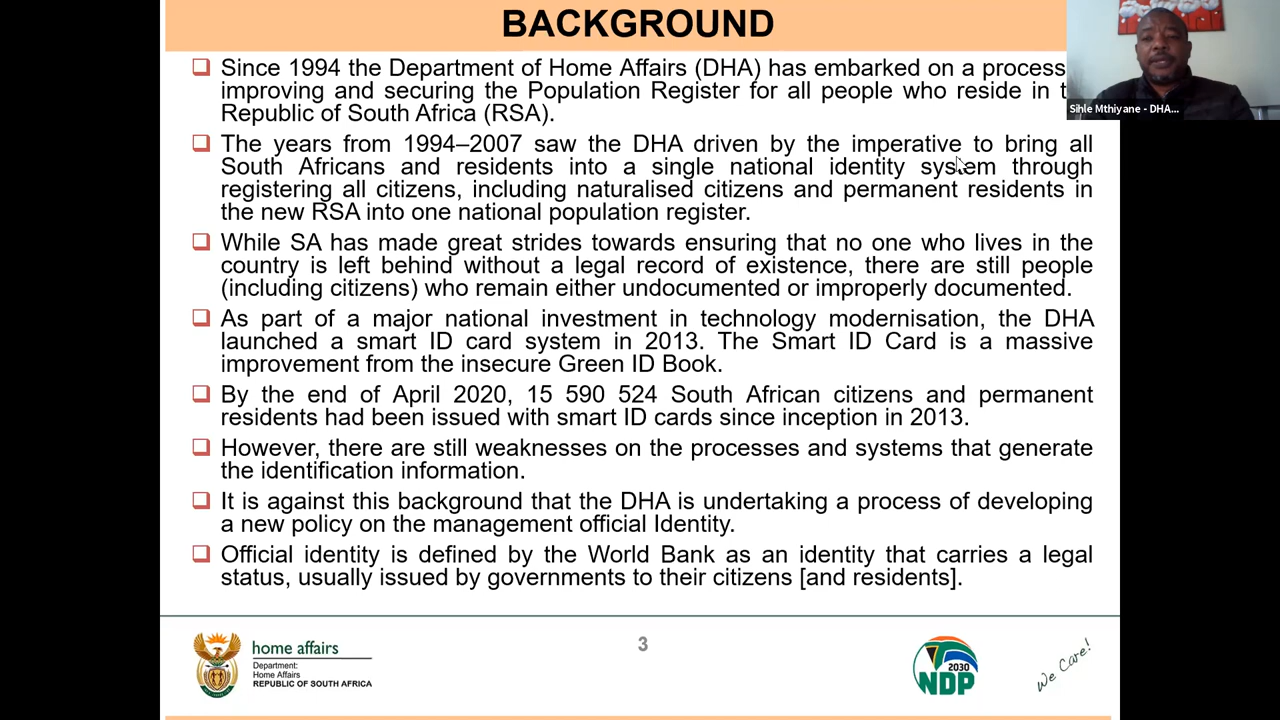 BACKGROUND
Since 1994 the Department of Home Affairs (DHA) has embarked on a process
improving and securing the Population Register for all people who reside in
Republic of South Africa (RSA).
The years from 1994–2007 saw the DHA driven by the imperative to bring all
South Africans and residents into a single national identity system through
registering all citizens, including naturalised citizens and permanent residents in
the new RSA into one national population register.
While SA has made great strides towards ensuring that no one who lives in the
country is left behind without a legal record of existence, there are still people
(including citizens) who remain either undocumented or improperly documented.
As part of a major national investment in technology modernisation, the DHA
launched a smart ID card system in 2013. The Smart ID Card is a massive
improvement from the insecure Green ID Book.
By the end of April 2020, 15 590 524 South African citizens and permanent
residents had been issued with smart ID cards since inception in 2013.
However, there are still weaknesses on the processes and systems that generate
the identification information.
It is against this background that the DHA is undertaking a process of developing
a new policy on the management official Identity.
Official identity is defined by the World Bank as an identity that carries a legal
status, usually issued by governments to their citizens [and residents].
Sihle Mthiyane - DHA...
home affairs
Department:
Home Affairs
REPUBLIC OF SOUTH AFRICA
3
2030
NDP
We Care!